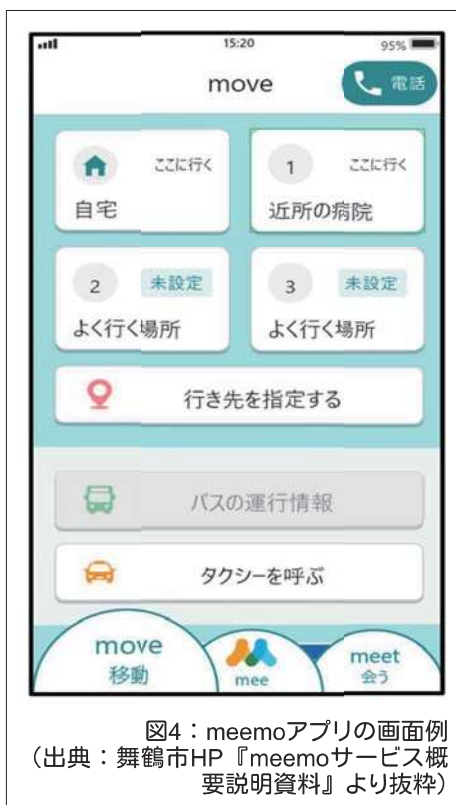 15:20
95%
move
電話
ここに行く
自宅
1
ここに行く
近所の病院
2
未設定
よく行く場所
3
未設定
よく行く場所
行き先を指定する
バスの運行情報
タクシーを呼ぶ
move
移動
mee
meet
会う
図4：meemoアプリの画面例
（出典：舞鶴市HP『meemoサービス概
要説明資料』より抜粋）